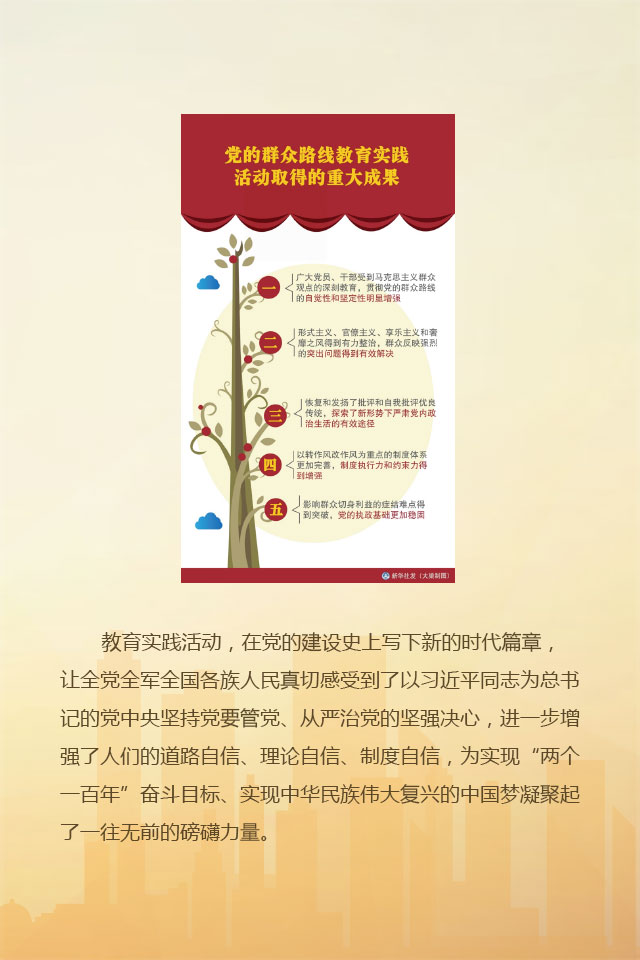 党的群众路线教育实践
活动取得的重大成果
一
广大党员、干部受到马克思主义群众
观点的深刻教育，贯彻党的群众路线
的自觉性和坚定性明显增强
二
形式主义、官僚主义、享乐主义和奢
靡之风得到有力整治，群众反映强烈
的突出问题得到有效解决
三
恢复和发扬了批评和自我批评优良
传统，探索了新形势下严肃党内政
治生活的有效途径
四
以转作风改作风为重点的制度体系
更加完善，制度执行力和约束力得
到增强
五
影响群众切身利益的症结难点得
到突破，党的执政基础更加稳固
新华社发（大巢制图）
教育实践活动，在党的建设史上写下新的时代篇章，
让全党全军全国各族人民真切感受到了以习近平同志为总书
记的党中央坚持党要管党、从严治党的坚强决心，进一步增
强了人们的道路自信、理论自信、制度自信，为实现“两个
一百年”奋斗目标、实现中华民族伟大复兴的中国梦凝聚起
了一往无前的磅礴力量。